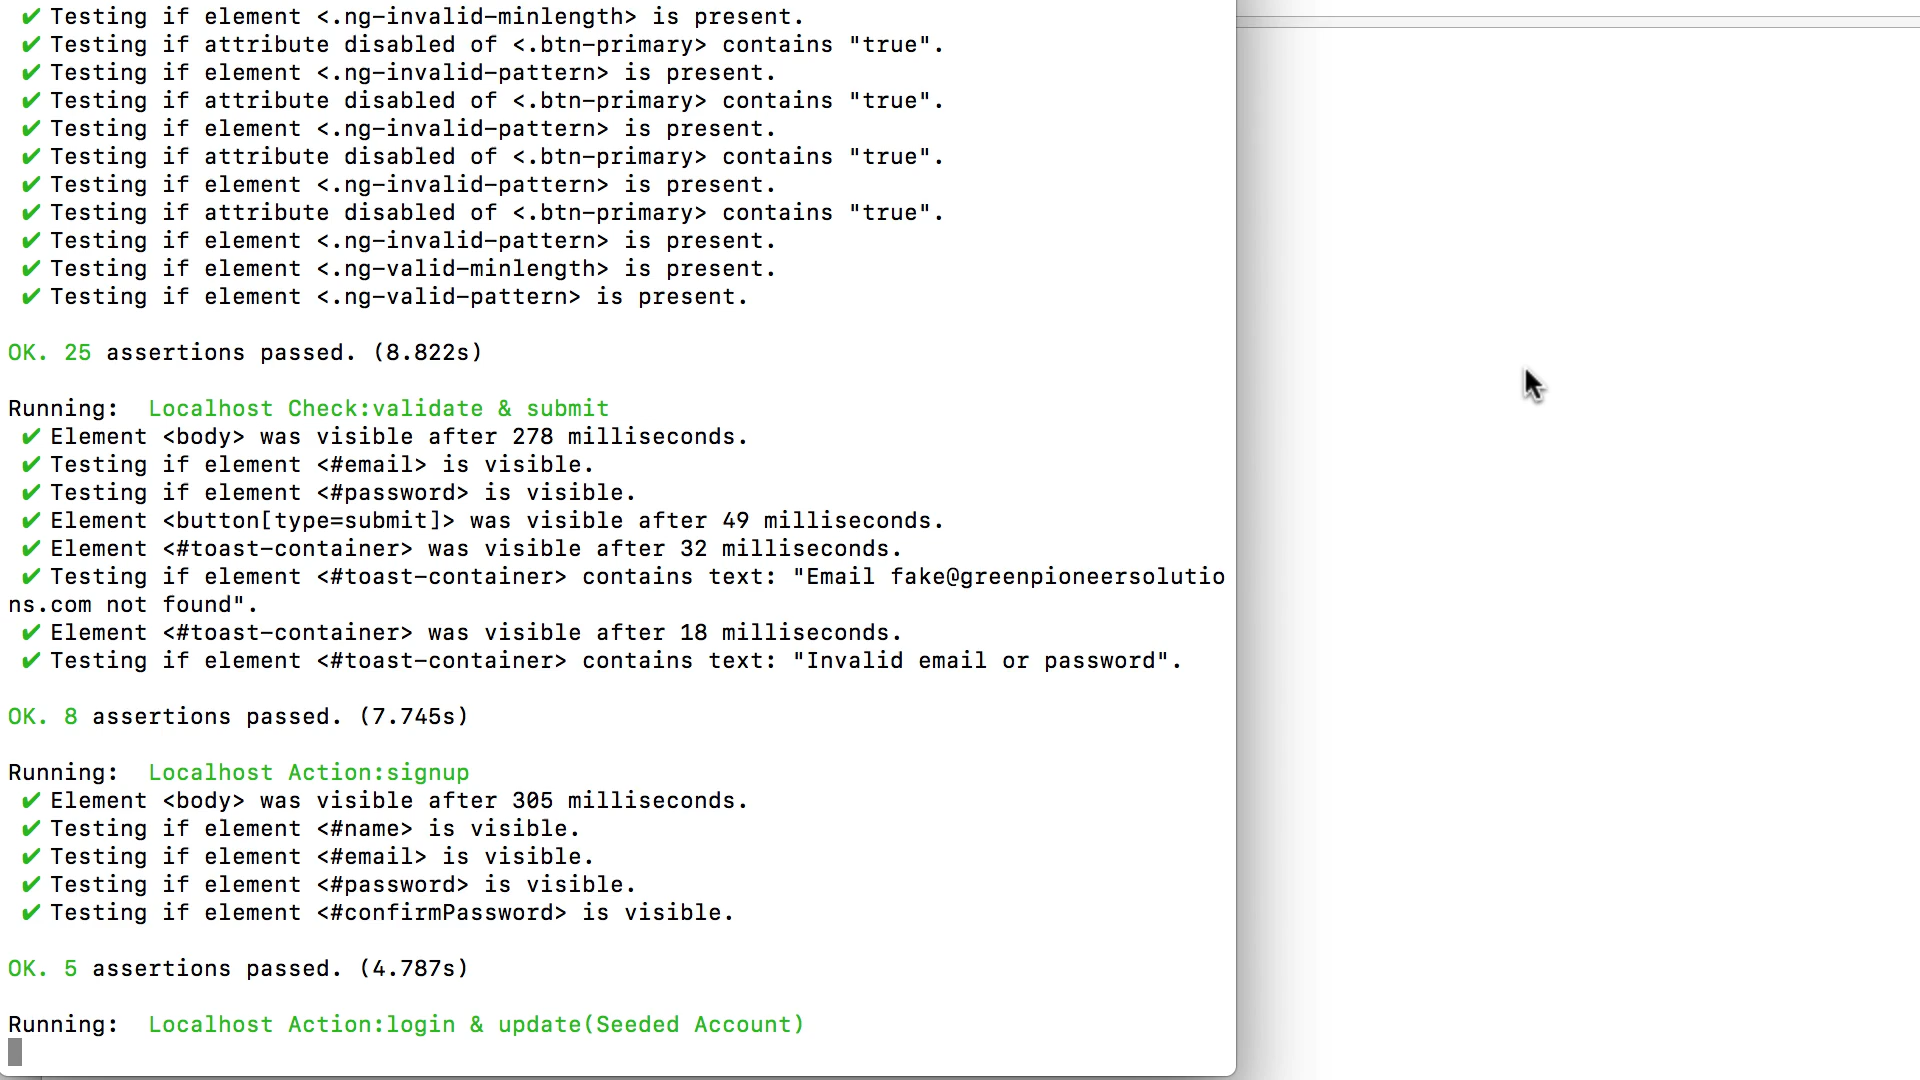 ✔ Testing if element <.ng-invalid-minlength> is present.
✔ Testing if attribute disabled of <.btn-primary> contains "true".
✔ Testing if element <.ng-invalid-pattern> is present.
✔ Testing if attribute disabled of <.btn-primary> contains "true".
✔ Testing if element <.ng-invalid-pattern> is present.
✔ Testing if attribute disabled of <.btn-primary> contains "true".
✔ Testing if element <.ng-invalid-pattern> is present.
✔ Testing if attribute disabled of <.btn-primary> contains "true".
✔ Testing if element <.ng-invalid-pattern> is present.
✔ Testing if element <.ng-valid-minlength> is present.
✔ Testing if element <.ng-valid-pattern> is present.
OK. 25 assertions passed. (8.822s)
Running:  Localhost Check:validate & submit
✔ Element <body> was visible after 278 milliseconds.
✔ Testing if element <#email> is visible.
✔ Testing if element <#password> is visible.
✔ Element <button[type=submit]> was visible after 49 milliseconds.
✔ Element <#toast-container> was visible after 32 milliseconds.
✔ Testing if element <#toast-container> contains text: "Email fake@greenpioneersolutio
ns.com not found".
✔ Element <#toast-container> was visible after 18 milliseconds.
✔ Testing if element <#toast-container> contains text: "Invalid email or password".
OK. 8 assertions passed. (7.745s)
Running:  Localhost Action:signup
✔ Element <body> was visible after 305 milliseconds.
✔ Testing if element <#name> is visible.
✔ Testing if element <#email> is visible.
✔ Testing if element <#password> is visible.
✔ Testing if element <#confirmPassword> is visible.
OK. 5 assertions passed. (4.787s)
Running:  Localhost Action:login & update(Seeded Account)